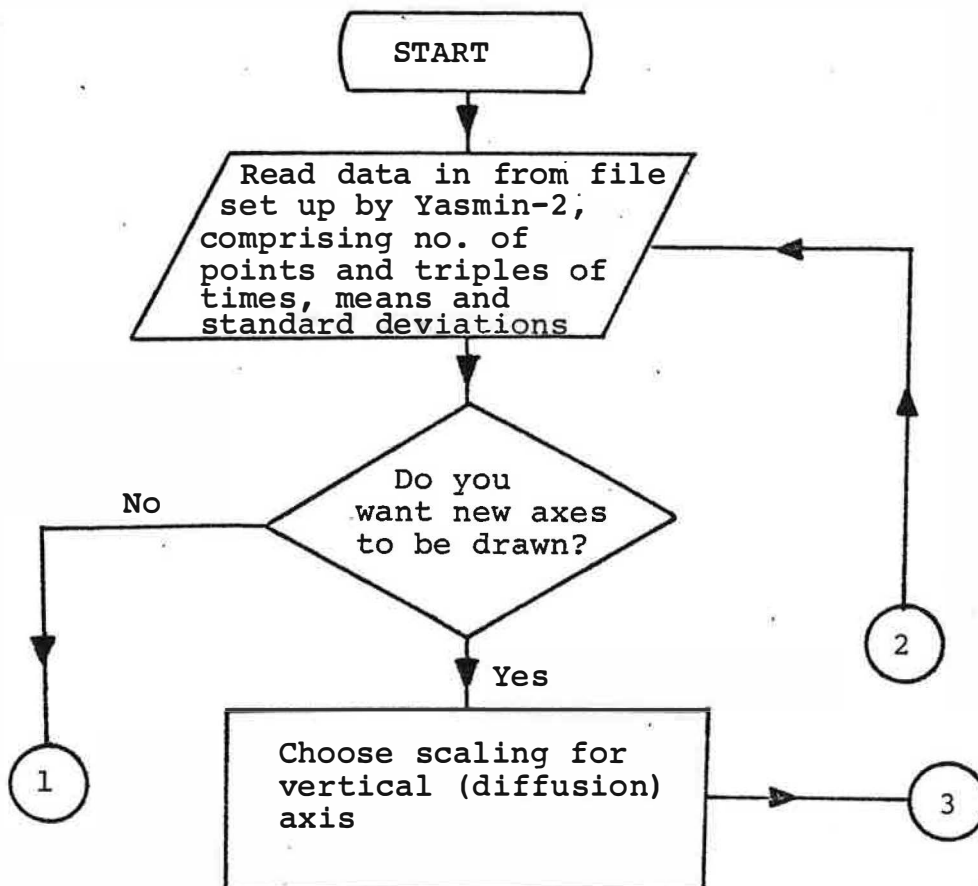 START
Read data in from file
set up by Yasmin-2,
comprising no. of
points and triples of
times, means and
standard deviations
Do you
want new axes
to be drawn?
No
Yes
2
Choose scaling for
vertical (diffusion)
axis
1
3